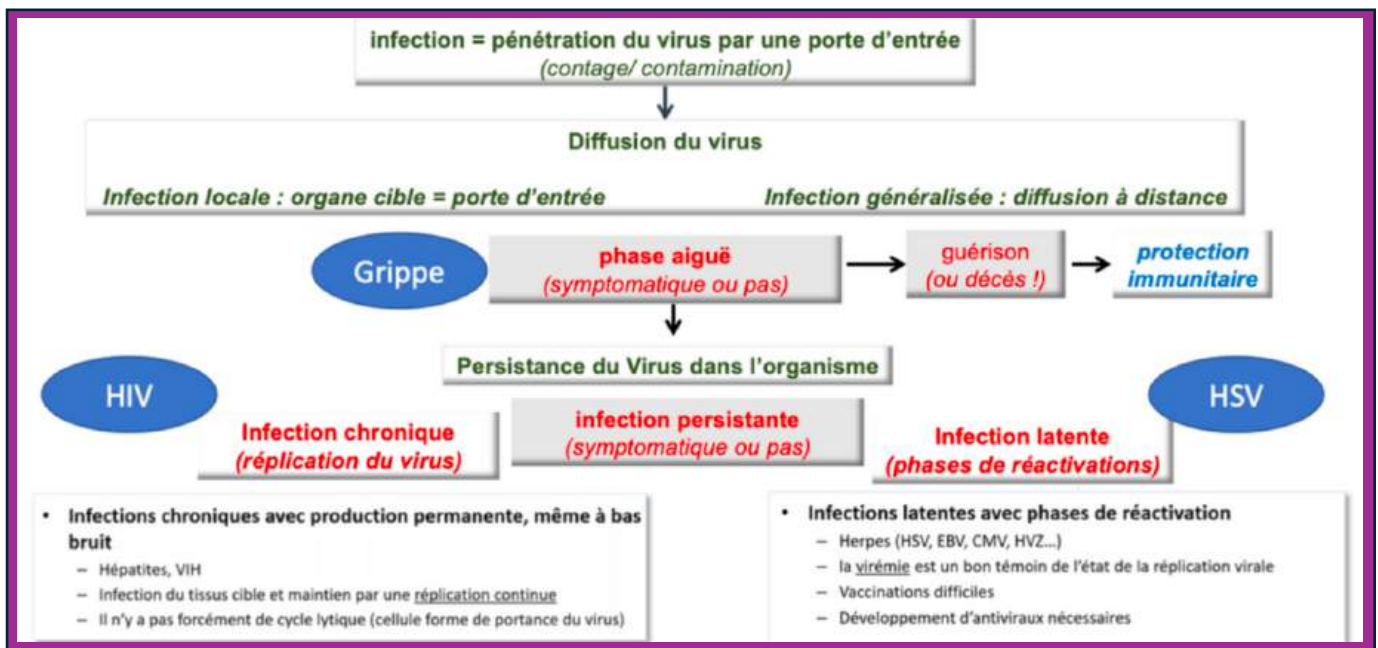 infection = pénétration du virus par une porte d'entrée
(contage/ contamination)
Diffusion du virus
Infection locale : organe cible = porte d'entrée
Infection généralisée : diffusion à distance
Grippe
phase aiguë
(symptomatique ou pas)
guérison
(ou décès !)
protection
immunitaire
Persistance du Virus dans l'organisme
HIV
HSV
Infection chronique
(réplication du virus)
infection persistante
(symptomatique ou pas)
Infection latente
(phases de réactivations)
• Infections chroniques avec production permanente, même à bas
bruit
– Hépatites, VIH
– Infection du tissus cible et maintien par une réplication continue
– Il n'y a pas forcément de cycle lytique (cellule forme de portance du virus)
• Infections latentes avec phases de réactivation
– Herpes (HSV, EBV, CMV, HVZ...)
– la virémie est un bon témoin de l'état de la réplication virale
– Vaccinations difficiles
– Développement d'antiviraux nécessaires